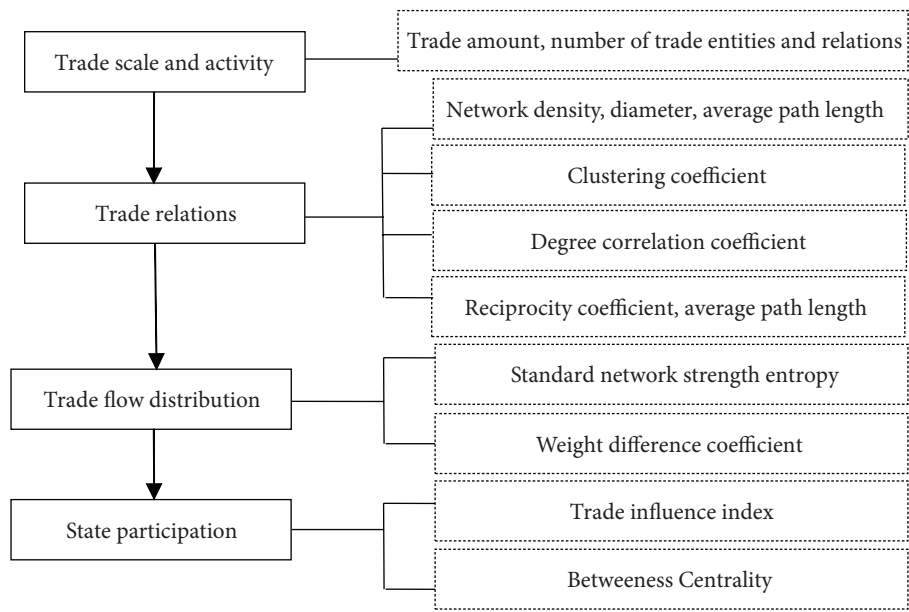 Trade scale and activity
Trade amount, number of trade entities and relations
Trade relations
Network density, diameter, average path length
Clustering coefficient
Degree correlation coefficient
Reciprocity coefficient, average path length
Trade flow distribution
Standard network strength entropy
Weight difference coefficient
State participation
Trade influence index
Betweeness Centrality